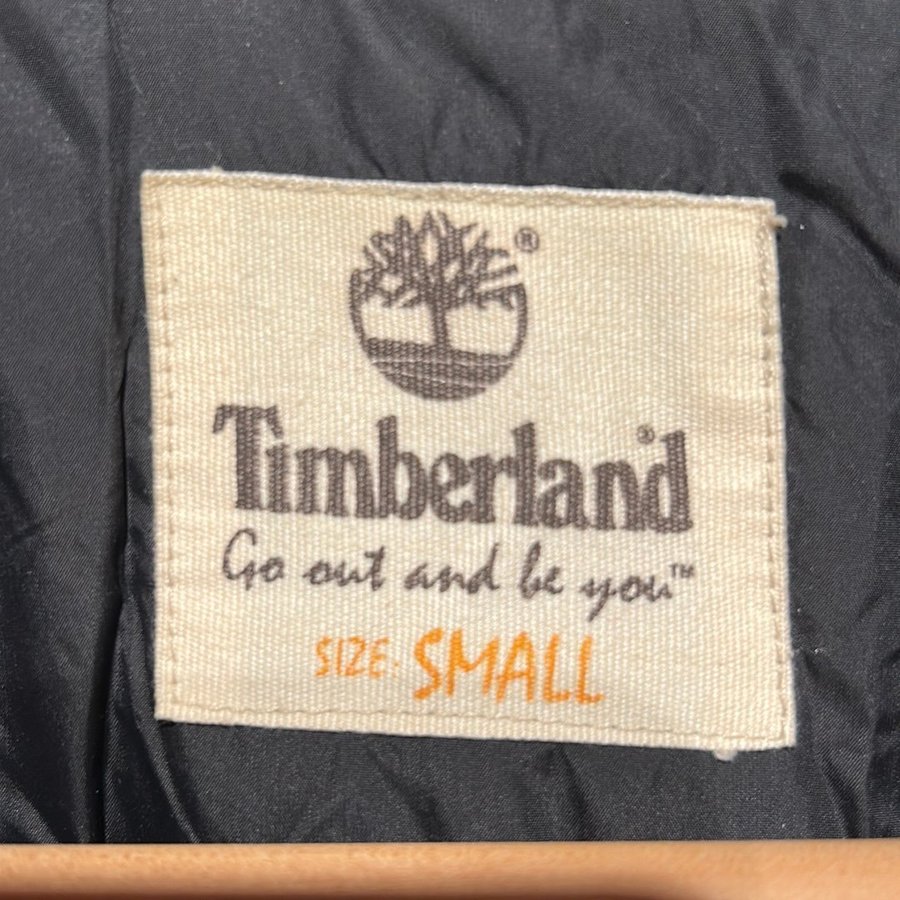 ®
Timberland®
Go out and be you™
SIZE. SMALL